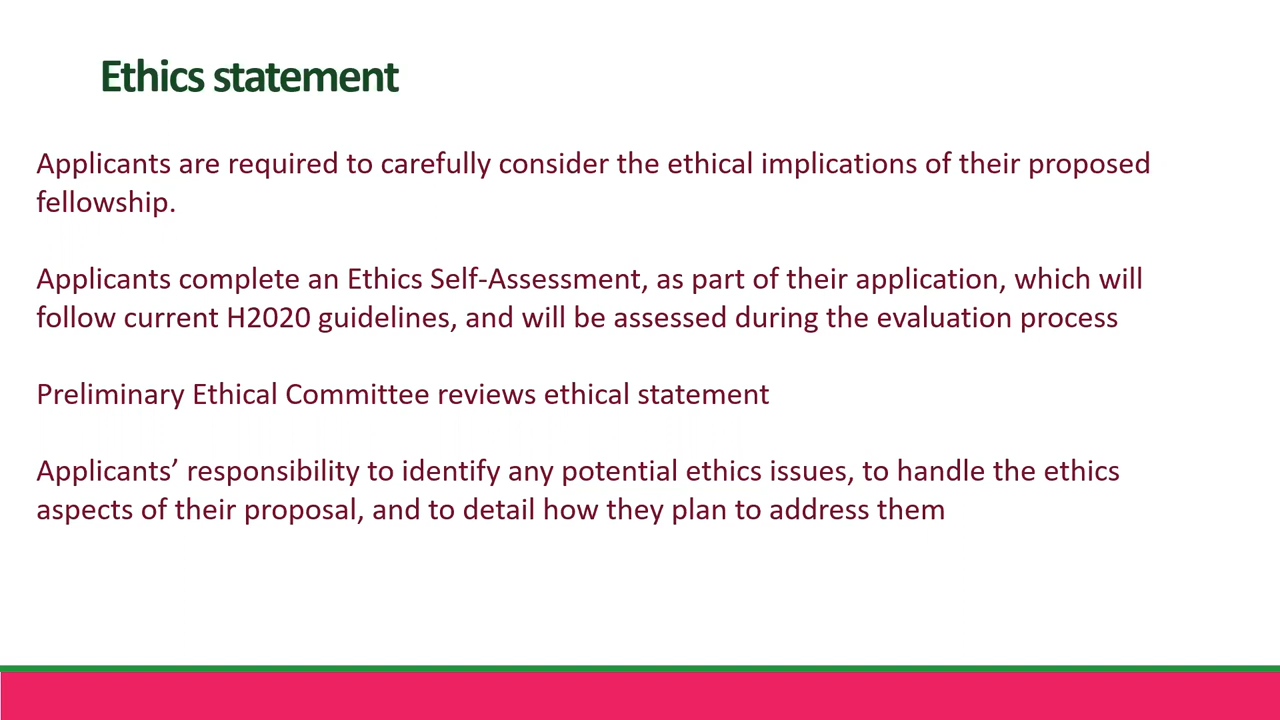 Ethics statement
Applicants are required to carefully consider the ethical implications of their proposed
fellowship.
Applicants complete an Ethics Self-Assessment, as part of their application, which will
follow current H2020 guidelines, and will be assessed during the evaluation process
Preliminary Ethical Committee reviews ethical statement
Applicants’ responsibility to identify any potential ethics issues, to handle the ethics
aspects of their proposal, and to detail how they plan to address them